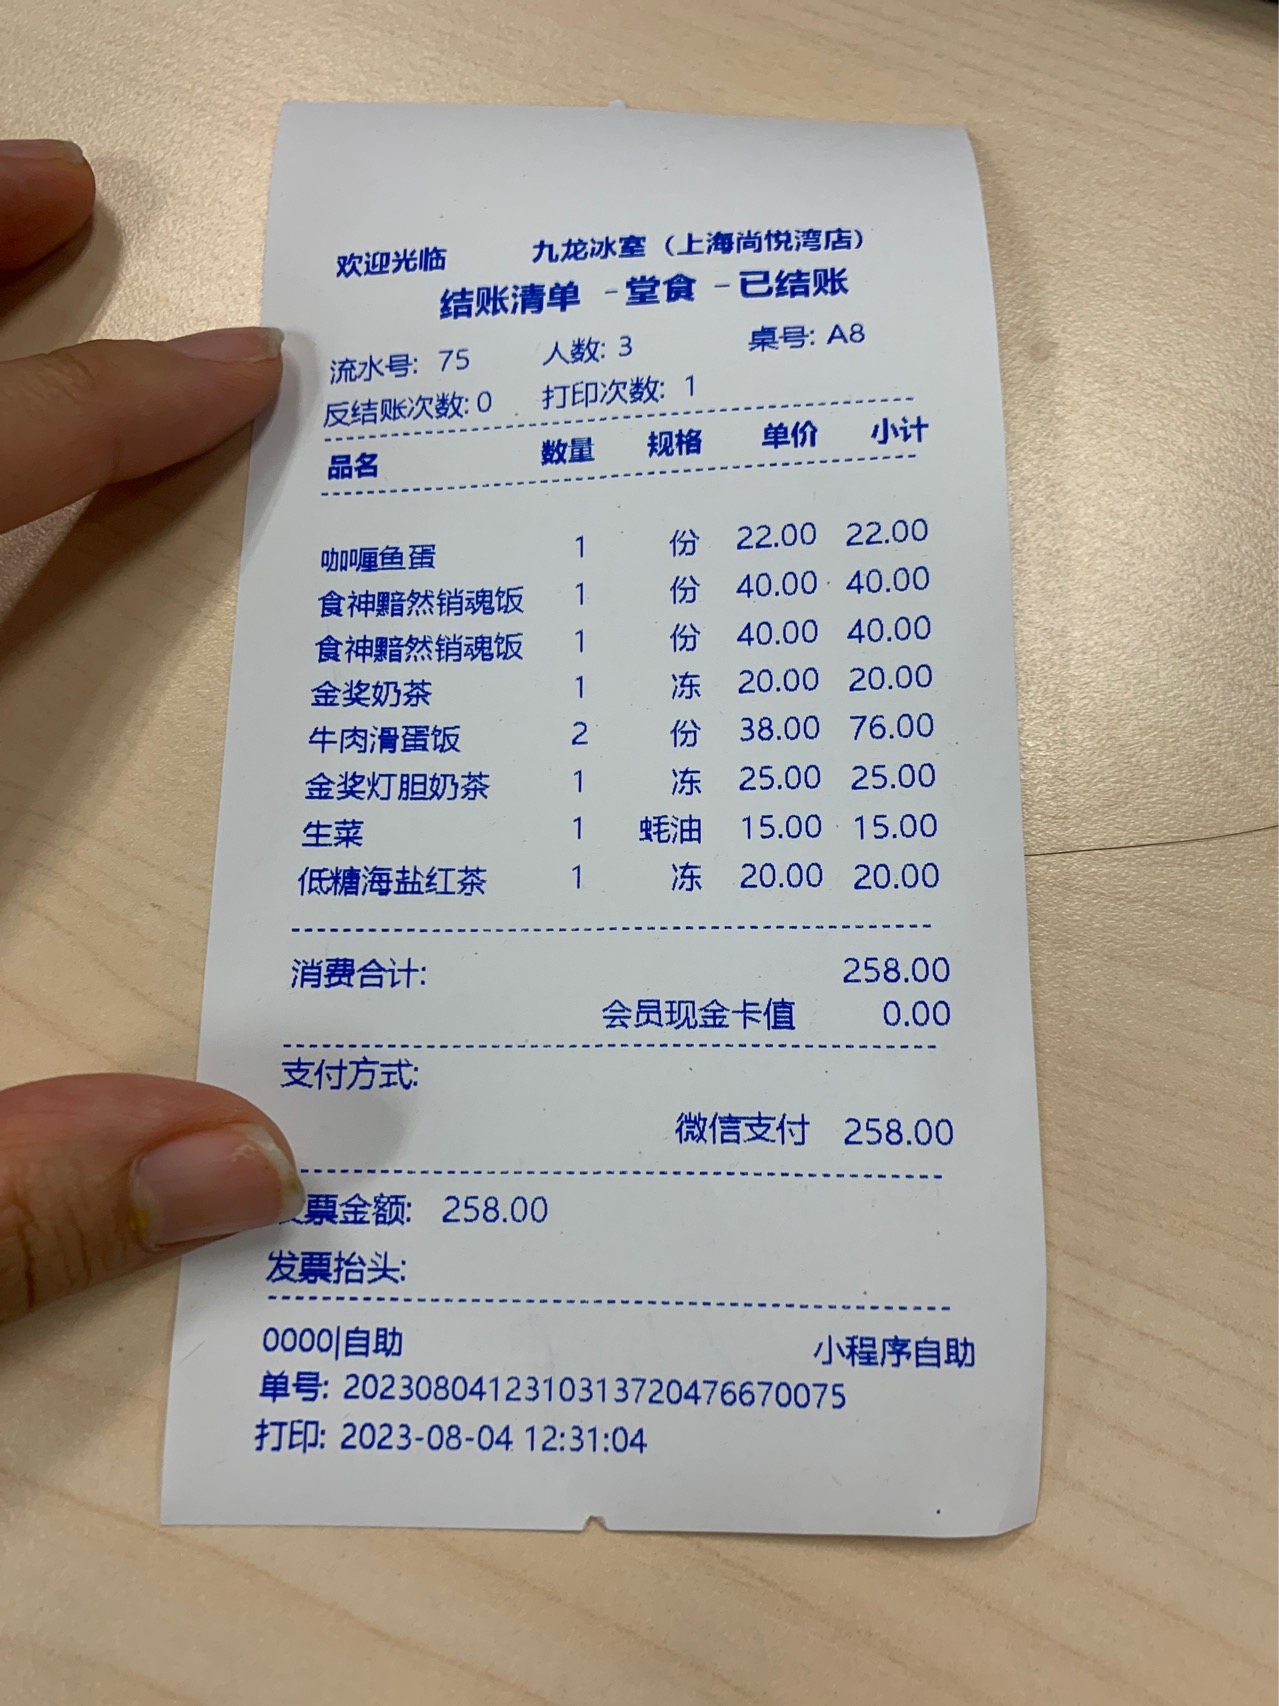 欢迎光临 九龙冰室（上海尚悦湾店）
结账清单 -堂食 -已结账
流水号: 75 人数: 3 桌号: A8
反结账次数: 0 打印次数: 1
品名 数量 规格 单价 小计
咖喱鱼蛋 1 份 22.00 22.00
食神黯然销魂饭 1 份 40.00 40.00
食神黯然销魂饭 1 份 40.00 40.00
金奖奶茶 1 冻 20.00 20.00
牛肉滑蛋饭 2 份 38.00 76.00
金奖灯胆奶茶 1 冻 25.00 25.00
生菜 1 蚝油 15.00 15.00
低糖海盐红茶 1 冻 20.00 20.00
消费合计: 258.00
会员现金卡值 0.00
支付方式:
微信支付 258.00
票金额: 258.00
发票抬头:
0000|自助 小程序自助
单号: 2023080412310313720476670075
打印: 2023-08-04 12:31:04